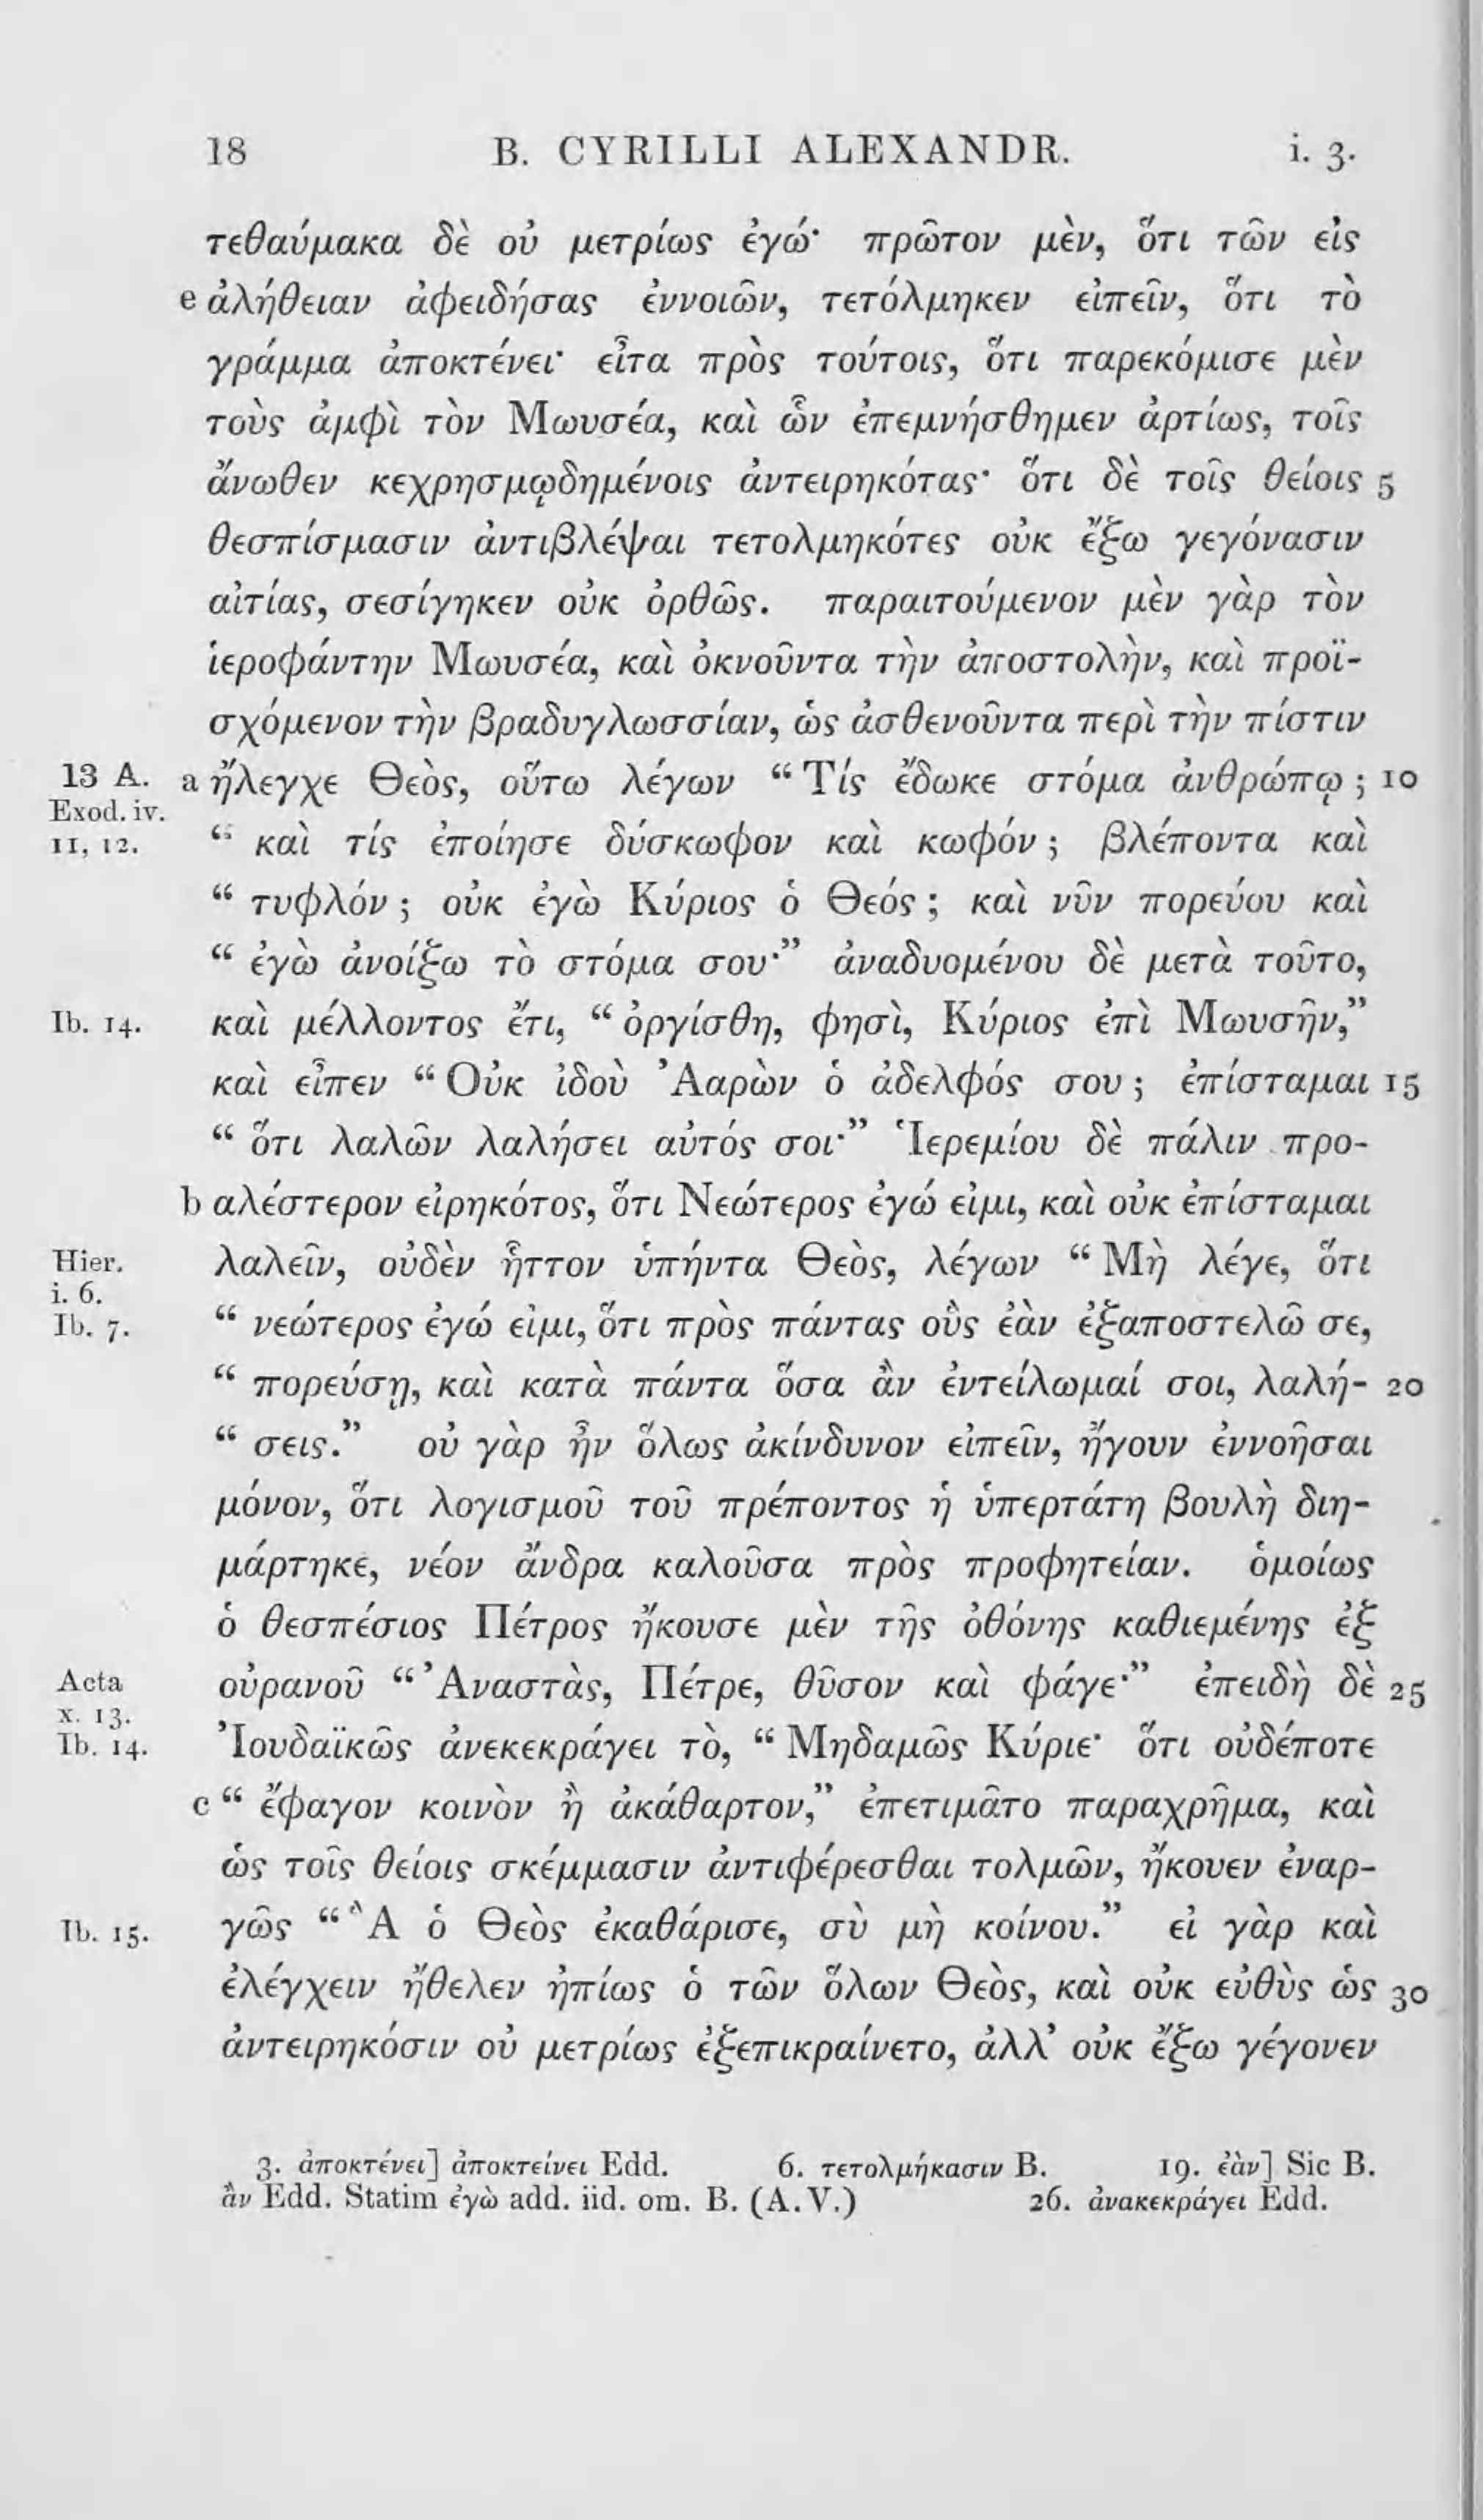 18 B. CYRILLI ALEXANDR. i. 3.
τεθαύμακα δὲ οὐ μετρίως ἐγώ· πρῶτον μὲν, ὅτι τῶν εἰς
e ἀλήθειαν ἀφειδήσας ἐννοιῶν, τετόλμηκεν εἰπεῖν, ὅτι τὸ
γράμμα ἀποκτένει· εἶτα πρὸς τούτοις, ὅτι παρεκόμισε μὲν
τοὺς ἀμφὶ τὸν Μωυσέα, καὶ ὧν ἐπεμνήσθημεν ἀρτίως, τοῖς
ἄνωθεν κεχρησμῳδημένοις ἀντειρηκότας· ὅτι δὲ τοῖς θείοις 5
θεσπίσμασιν ἀντιβλέψαι τετολμηκότες οὐκ ἔξω γεγόνασιν
αἰτίας, σεσίγηκεν οὐκ ὀρθῶς. παραιτούμενον μὲν γὰρ τὸν
ἱεροφάντην Μωυσέα, καὶ ὀκνοῦντα τὴν ἀποστολὴν, καὶ προϊ-
σχόμενον τὴν βραδυγλωσσίαν, ὡς ἀσθενοῦντα περὶ τὴν πίστιν
13 A. a ἤλεγχε Θεὸς, οὕτω λέγων “ Τίς ἔδωκε στόμα ἀνθρώπῳ ; 10
Exod. iv. 11, 12. “ καὶ τίς ἐποίησε δύσκωφον καὶ κωφόν ; βλέποντα καὶ
“ τυφλόν ; οὐκ ἐγὼ Κύριος ὁ Θεός ; καὶ νῦν πορεύου καὶ
“ ἐγὼ ἀνοίξω τὸ στόμα σου·” ἀναδυομένου δὲ μετὰ τοῦτο,
Ib. 14. καὶ μέλλοντος ἔτι, “ ὀργίσθη, φησὶ, Κύριος ἐπὶ Μωυσῆν,”
καὶ εἶπεν “ Οὐκ ἰδοὺ Ἀαρὼν ὁ ἀδελφός σου ; ἐπίσταμαι 15
“ ὅτι λαλῶν λαλήσει αὐτός σοι·” Ἱερεμίου δὲ πάλιν προ-
b αλέστερον εἰρηκότος, ὅτι Νεώτερος ἐγώ εἰμι, καὶ οὐκ ἐπίσταμαι
Hier. i. 6. λαλεῖν, οὐδὲν ἧττον ὑπήντα Θεὸς, λέγων “ Μὴ λέγε, ὅτι
Ib. 7. “ νεώτερος ἐγώ εἰμι, ὅτι πρὸς πάντας οὓς ἐὰν ἐξαποστελῶ σε,
“ πορεύσῃ, καὶ κατὰ πάντα ὅσα ἂν ἐντείλωμαί σοι, λαλή- 20
“ σεις.” οὐ γὰρ ἦν ὅλως ἀκίνδυνον εἰπεῖν, ἤγουν ἐννοῆσαι
μόνον, ὅτι λογισμοῦ τοῦ πρέποντος ἡ ὑπερτάτη βουλὴ διη-
μάρτηκε, νέον ἄνδρα καλοῦσα πρὸς προφητείαν. ὁμοίως
ὁ θεσπέσιος Πέτρος ἤκουσε μὲν τῆς ὀθόνης καθιεμένης ἐξ
Acta x. 13. οὐρανοῦ “ Ἀναστὰς, Πέτρε, θῦσον καὶ φάγε·” ἐπειδὴ δὲ 25
Ib. 14. Ἰουδαϊκῶς ἀνεκεκράγει τὸ, “ Μηδαμῶς Κύριε· ὅτι οὐδέποτε
c “ ἔφαγον κοινὸν ἢ ἀκάθαρτον,” ἐπετιμᾶτο παραχρῆμα, καὶ
ὡς τοῖς θείοις σκέμμασιν ἀντιφέρεσθαι τολμῶν, ἤκουεν ἐναρ-
Ib. 15. γῶς “ Ἃ ὁ Θεὸς ἐκαθάρισε, σὺ μὴ κοίνου.” εἰ γὰρ καὶ
ἐλέγχειν ἤθελεν ἠπίως ὁ τῶν ὅλων Θεὸς, καὶ οὐκ εὐθὺς ὡς 30
ἀντειρηκόσιν οὐ μετρίως ἐξεπικραίνετο, ἀλλ’ οὐκ ἔξω γέγονεν
3. ἀποκτένει] ἀποκτείνει Edd. 6. τετολμήκασιν B. 19. ἐὰν] Sic B.
ἂν Edd. Statim ἐγὼ add. iid. om. B. (A.V.) 26. ἀνακεκράγει Edd.